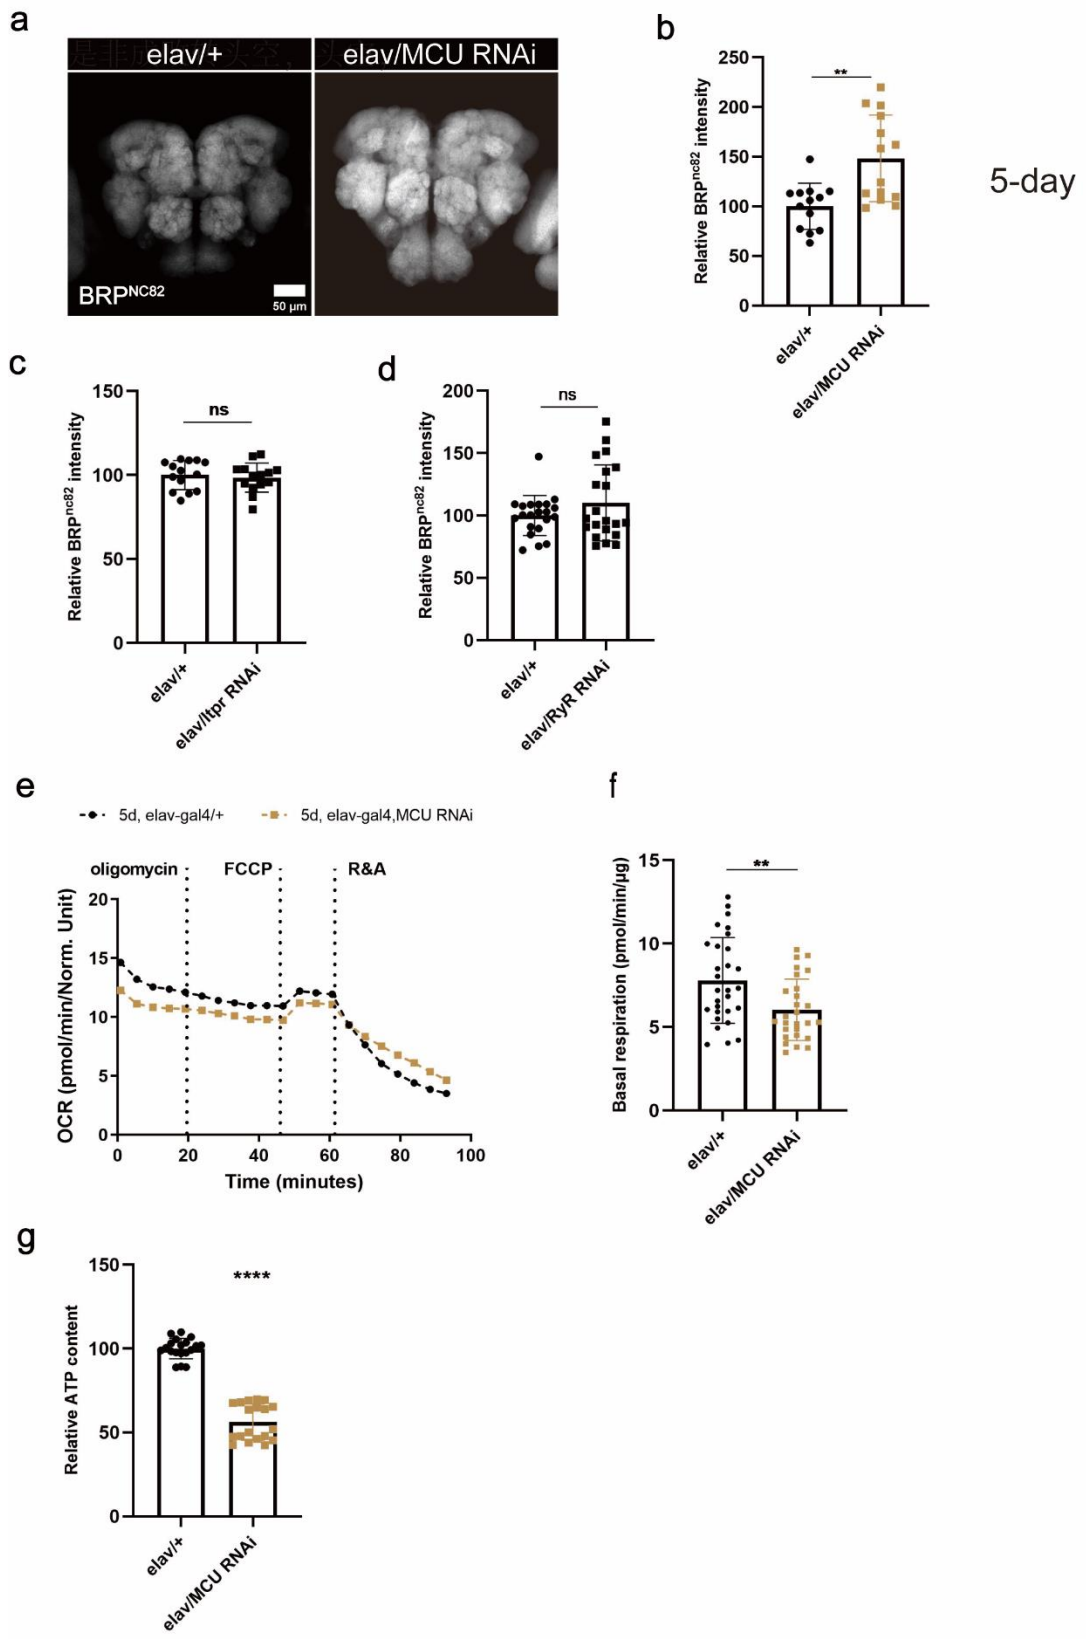 a
elav/+
elav/MCU RNAi
BRPNC82
50 μm
b
250
200
150
100
50
0
Relative BRPnc82 intensity
**
elav/+
elav/MCU RNAi
5-day
c
150
100
50
0
Relative BRPnc82 intensity
ns
elav/+
elav/Itpr RNAi
d
200
150
100
50
0
Relative BRPnc82 intensity
ns
elav/+
elav/RyR RNAi
e
5d, elav-gal4/+
5d, elav-gal4,MCU RNAi
oligomycin
FCCP
R&A
20
15
10
5
0
OCR (pmol/min/Norm. Unit)
0 20 40 60 80 100
Time (minutes)
f
15
10
5
0
Basal respiration (pmol/min/μg)
**
elav/+
elav/MCU RNAi
g
150
100
50
0
Relative ATP content
****
elav/+
elav/MCU RNAi